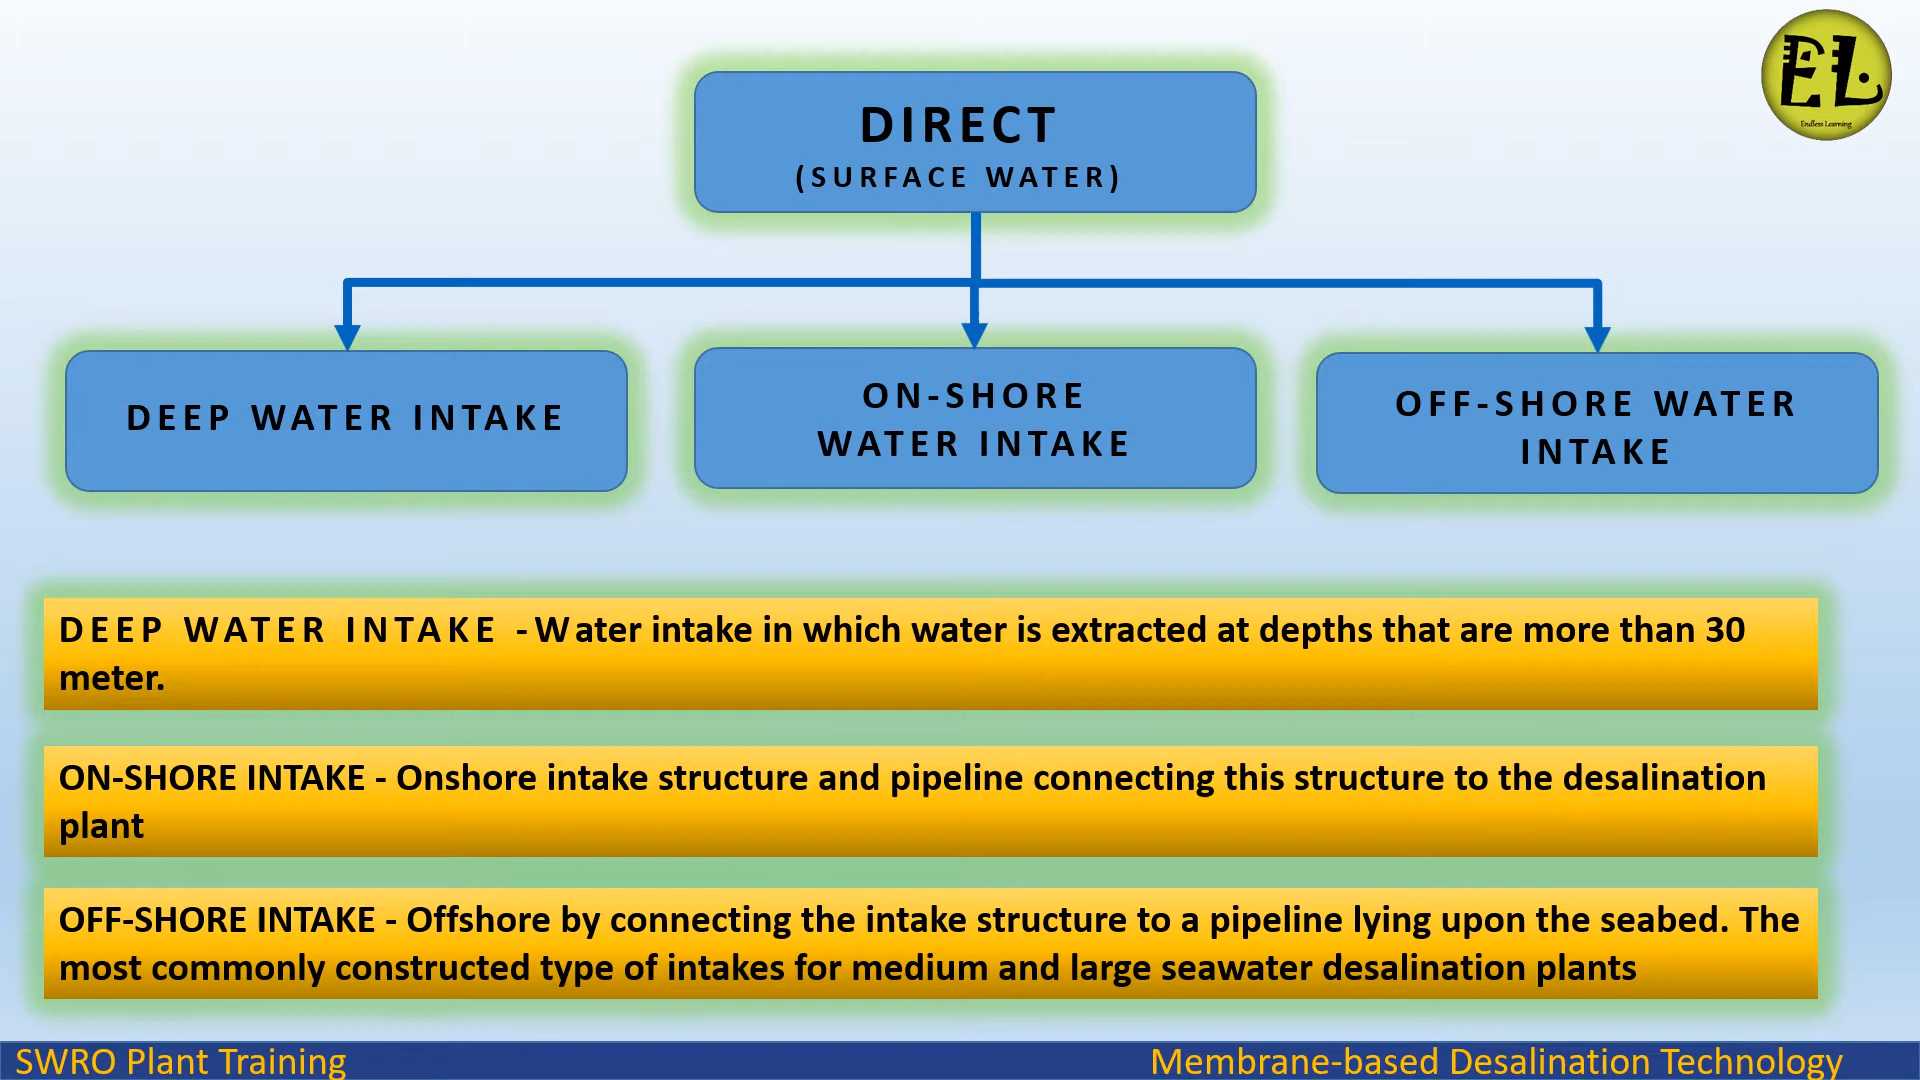 EL
Endless Learning
DIRECT
(SURFACE WATER)
DEEP WATER INTAKE
ON-SHORE
WATER INTAKE
OFF-SHORE WATER
INTAKE
DEEP WATER INTAKE -Water intake in which water is extracted at depths that are more than 30
meter.
ON-SHORE INTAKE - Onshore intake structure and pipeline connecting this structure to the desalination
plant
OFF-SHORE INTAKE - Offshore by connecting the intake structure to a pipeline lying upon the seabed. The
most commonly constructed type of intakes for medium and large seawater desalination plants
SWRO Plant Training
Membrane-based Desalination Technology